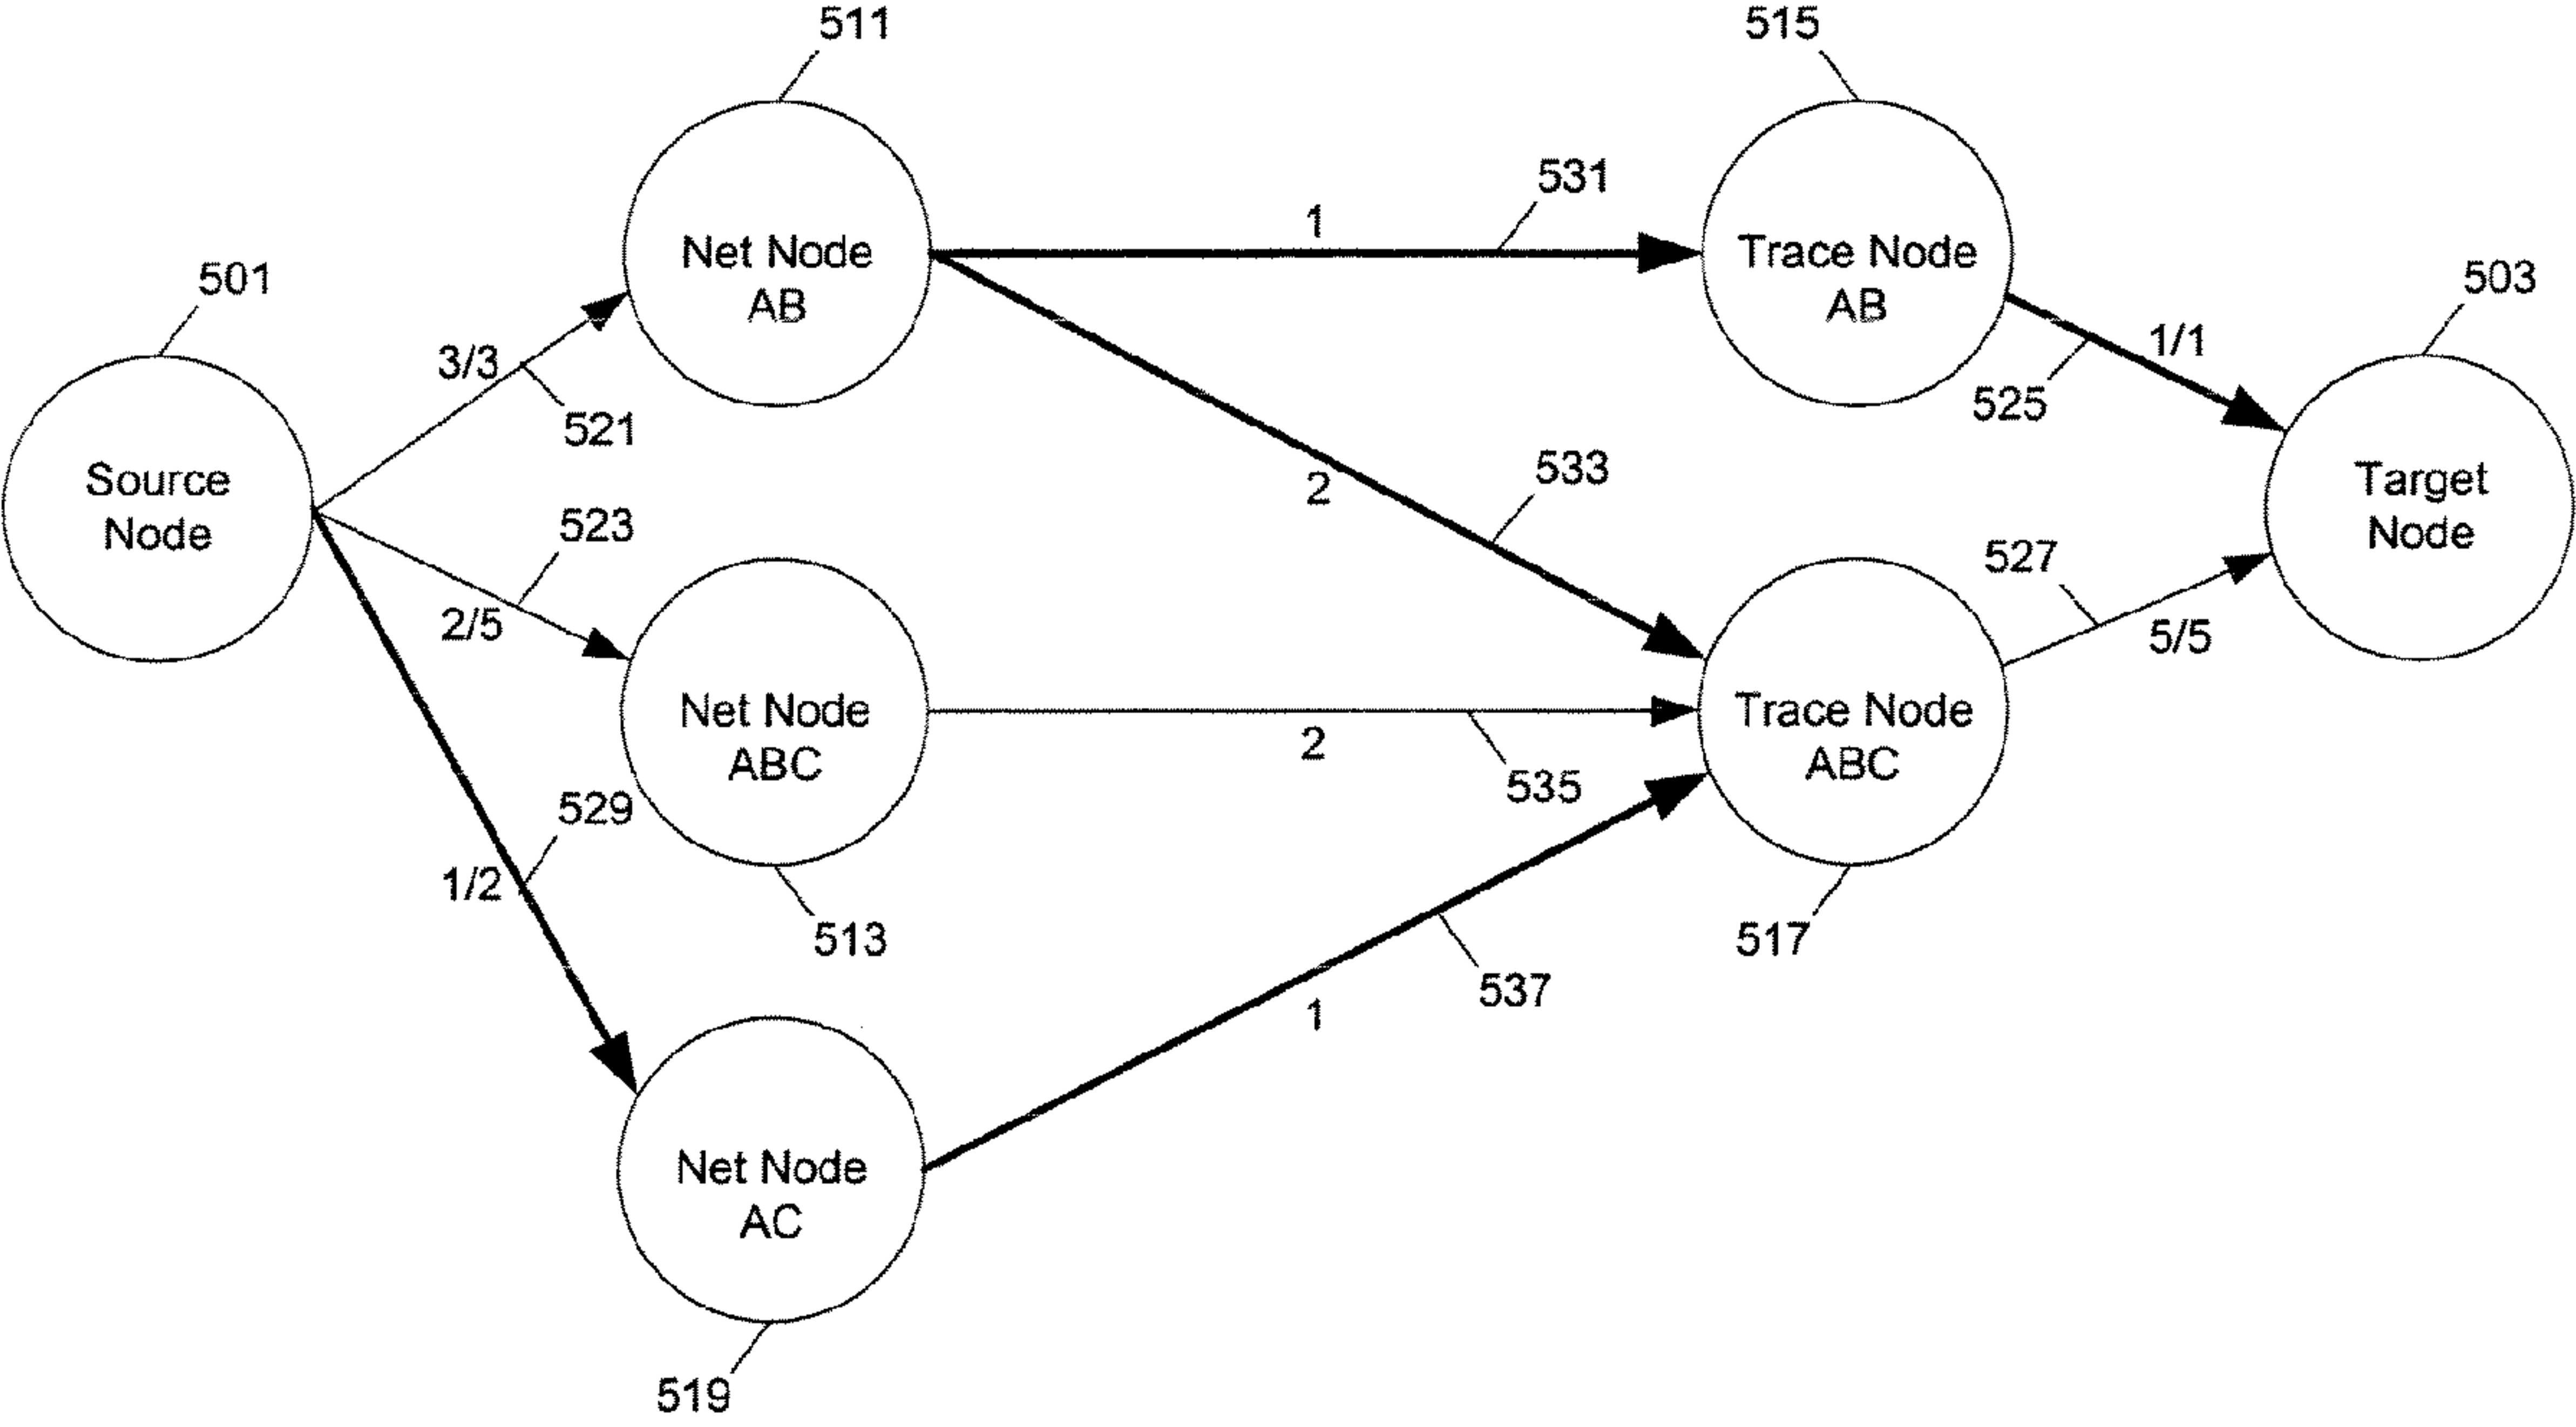 511
515
531
1
Net Node
AB
Trace Node
AB
501
503
3/3
1/1
521
525
Source
Node
533
2
Target
Node
523
2/5
527
5/5
Net Node
ABC
Trace Node
ABC
2
535
529
1/2
513
517
537
1
Net Node
AC
519